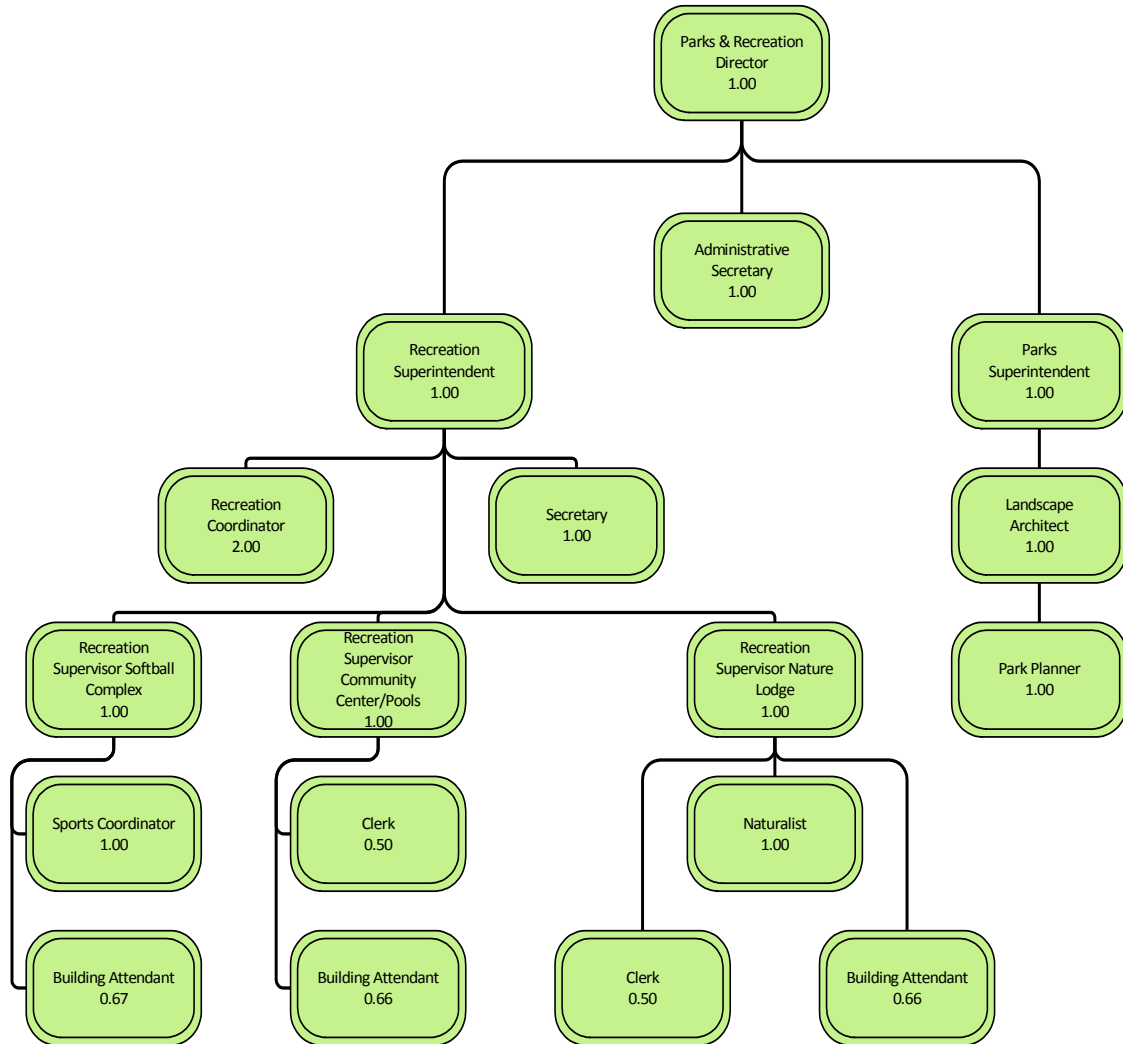 Parks & Recreation
Director
1.00
Administrative
Secretary
1.00
Recreation
Superintendent
1.00
Parks
Superintendent
1.00
Recreation
Coordinator
2.00
Secretary
1.00
Landscape
Architect
1.00
Recreation
Supervisor Softball
Complex
1.00
Recreation
Supervisor
Community
Center/Pools
1.00
Recreation
Supervisor Nature
Lodge
1.00
Park Planner
1.00
Sports Coordinator
1.00
Clerk
0.50
Naturalist
1.00
Building Attendant
0.67
Building Attendant
0.66
Clerk
0.50
Building Attendant
0.66